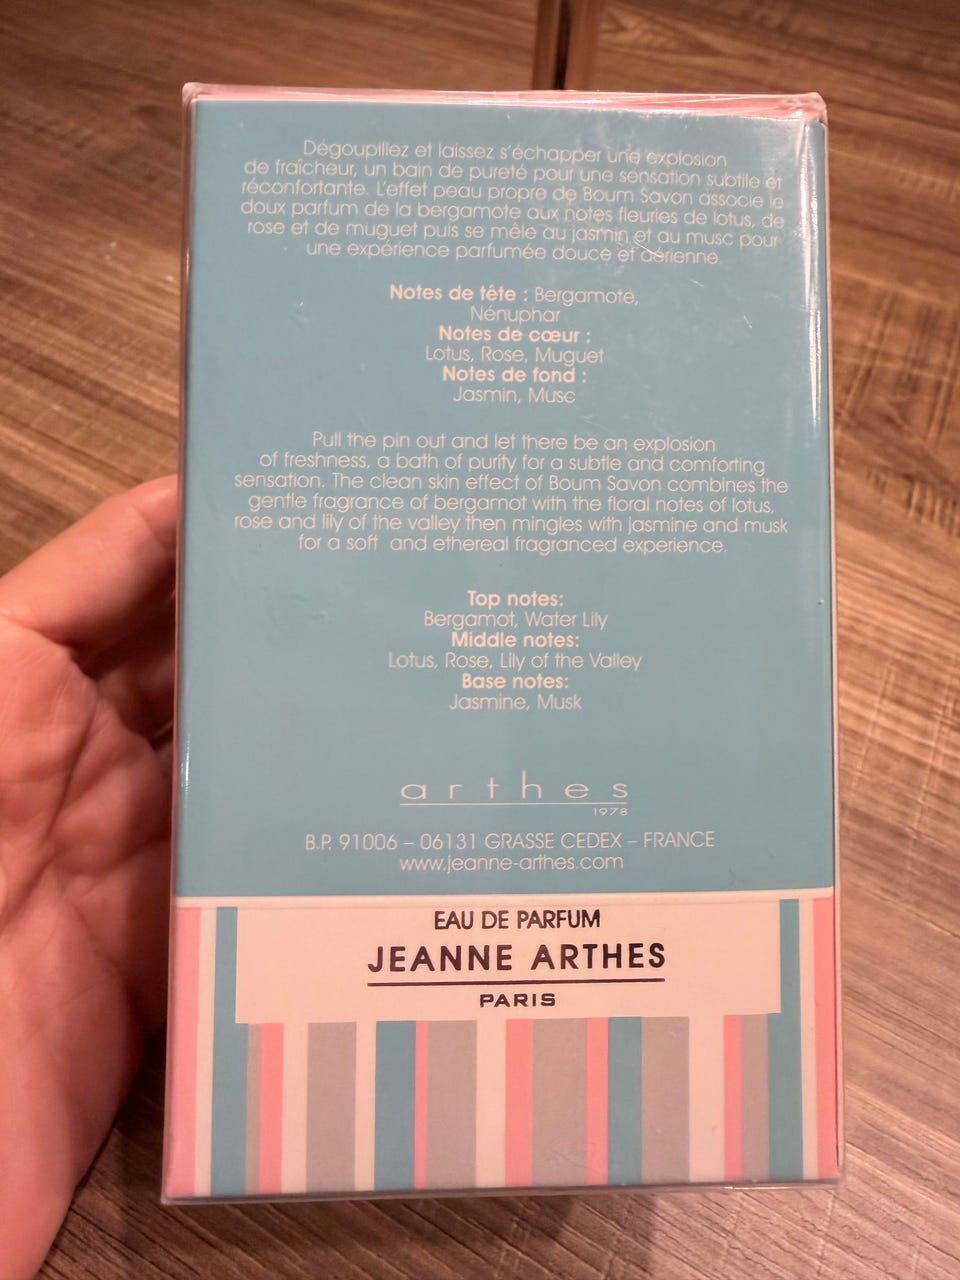 Dégoupillez et laissez s'échapper une explosion
de fraîcheur, un bain de pureté pour une sensation subtile et
réconfortante. L'effet peau propre de Boum Savon associe le
doux parfum de la bergamote aux notes fleuries de lotus, de
rose et de muguet puis se mêle au jasmin et au musc pour
une expérience parfumée douce et aérienne.
Notes de tête : Bergamote,
Nénuphar
Notes de cœur :
Lotus, Rose, Muguet
Notes de fond :
Jasmin, Musc
Pull the pin out and let there be an explosion
of freshness, a bath of purity for a subtle and comforting
sensation. The clean skin effect of Boum Savon combines the
gentle fragrance of bergamot with the floral notes of lotus,
rose and lily of the valley then mingles with jasmine and musk
for a soft and ethereal fragranced experience.
Top notes:
Bergamot, Water Lily
Middle notes:
Lotus, Rose, Lily of the Valley
Base notes:
Jasmine, Musk
arthes
1978
B.P. 91006 – 06131 GRASSE CEDEX – FRANCE
www.jeanne-arthes.com
EAU DE PARFUM
JEANNE ARTHES
PARIS